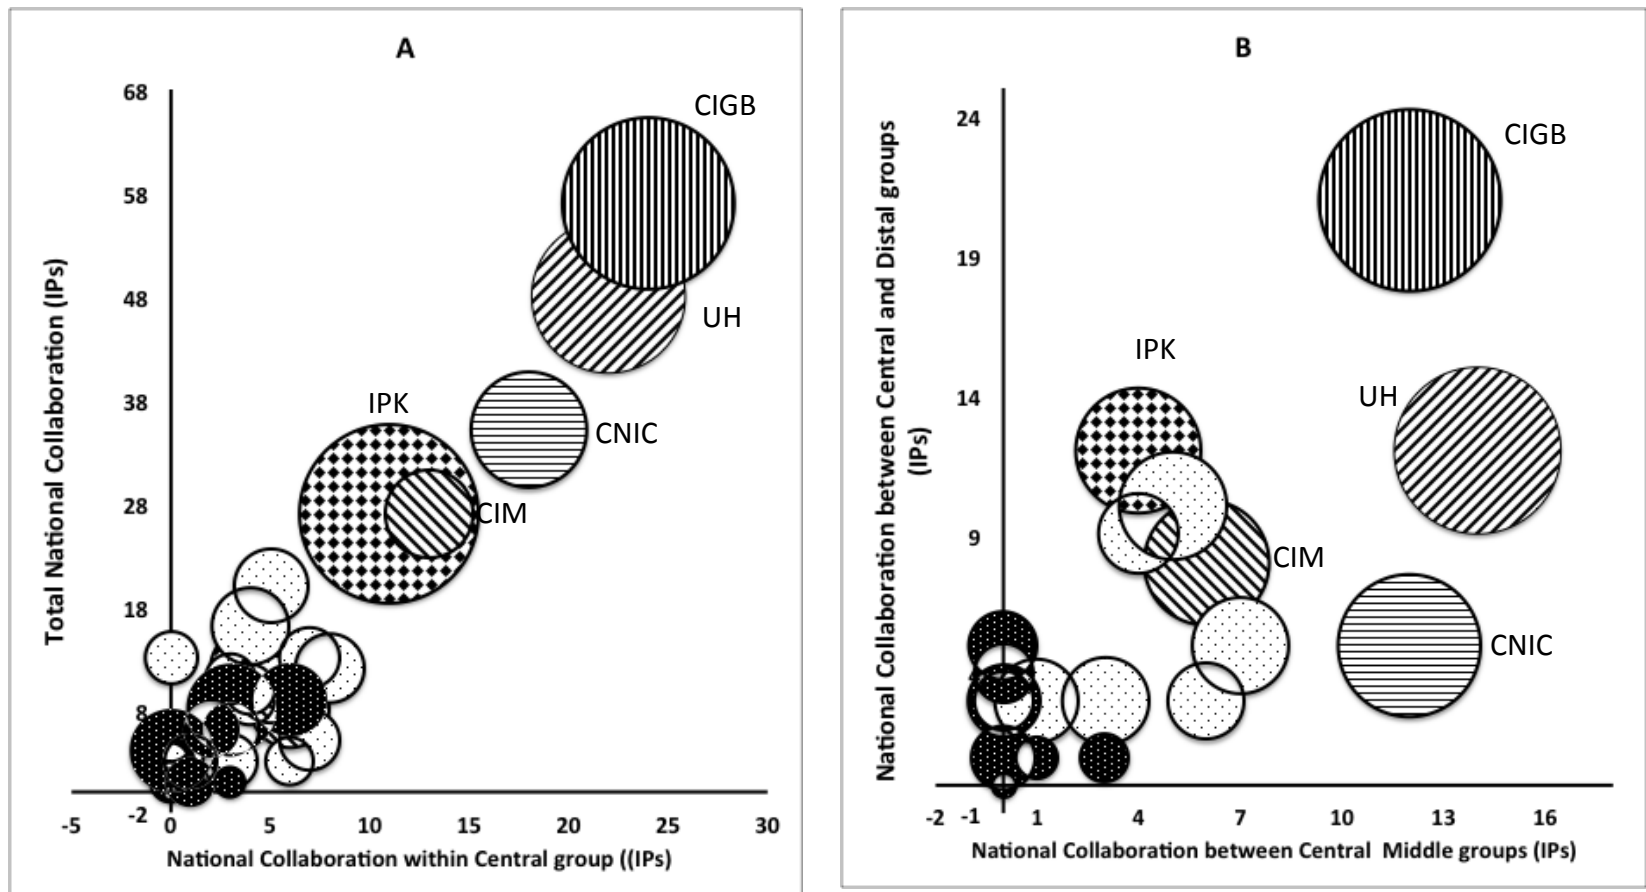 A
68
58
48
38
28
18
8
-2
-5
0
5
10
15
20
25
30
CIGB
UH
IPK
CNIC
CIM
Total National Collaboration (IPs)
National Collaboration within Central group ((IPs)
B
24
19
14
9
-1
-2
1
4
7
10
13
16
CIGB
IPK
UH
CIM
CNIC
National Collaboration between Central and Distal groups
(IPs)
National Collaboration between Central Middle groups (IPs)